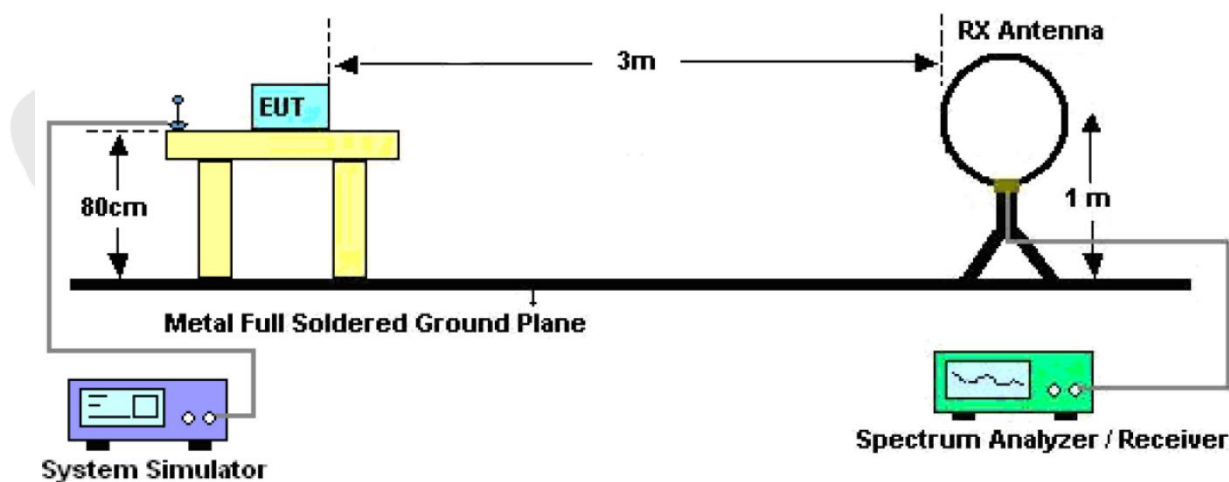 RX Antenna
3m
EUT
80cm
1 m
Metal Full Soldered Ground Plane
System Simulator
Spectrum Analyzer / Receiver